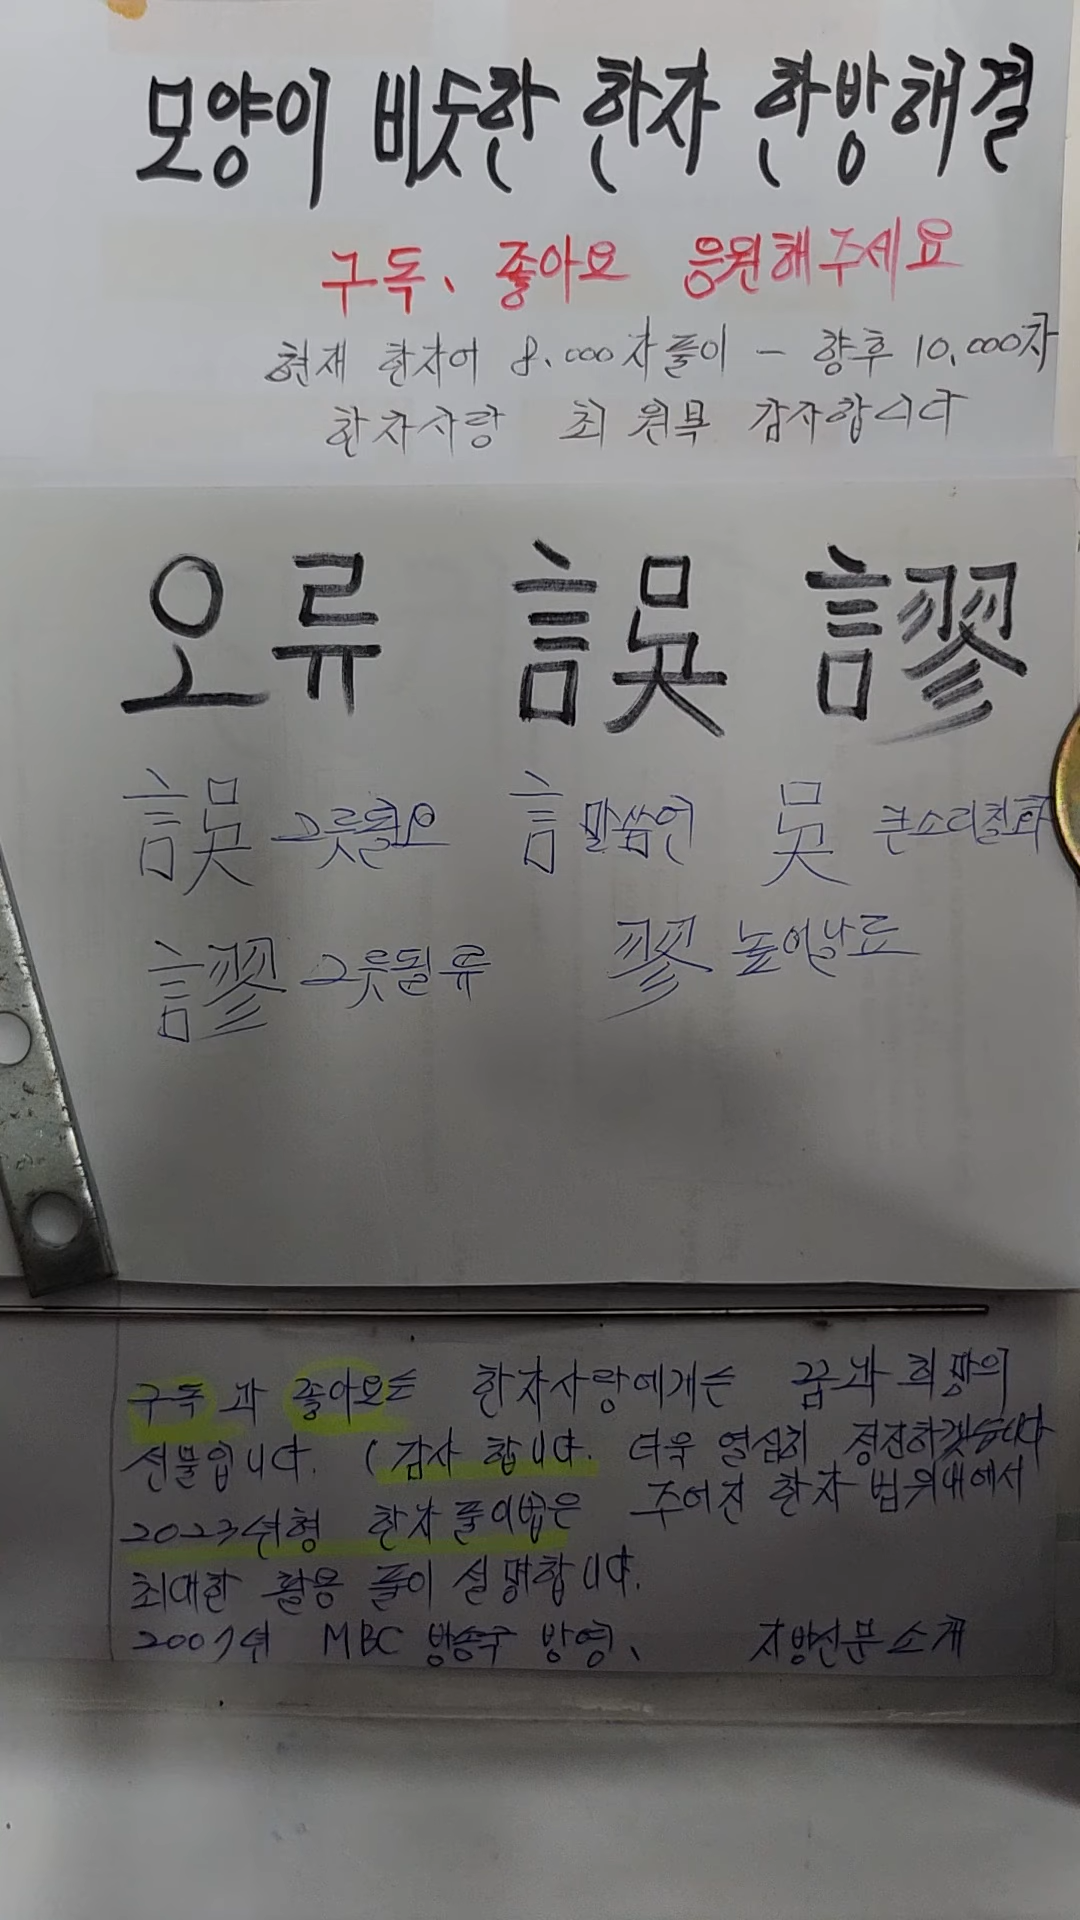 모양이 비슷한 한자 한방해결
구독、 좋아요 응원해주세요
현재 한자어 8,000자풀이 - 향후 10,000자
한자사랑 최원복 감사합니다
오류 誤 謬
誤 그릇될오 言 말씀언 吳 큰소리칠화
謬 그릇될류 翏 높이날료
구독과 좋아요는 한자사랑에게는 꿈과 희망의
선물입니다. (감사 합니다. 더욱 열심히 정진하겠습니다
2023년형 한자풀이법은 주어진 한자 범위내에서
최대한 활용 풀이 설명합니다.
2007년 MBC 방송국 방영、 지방신문소개